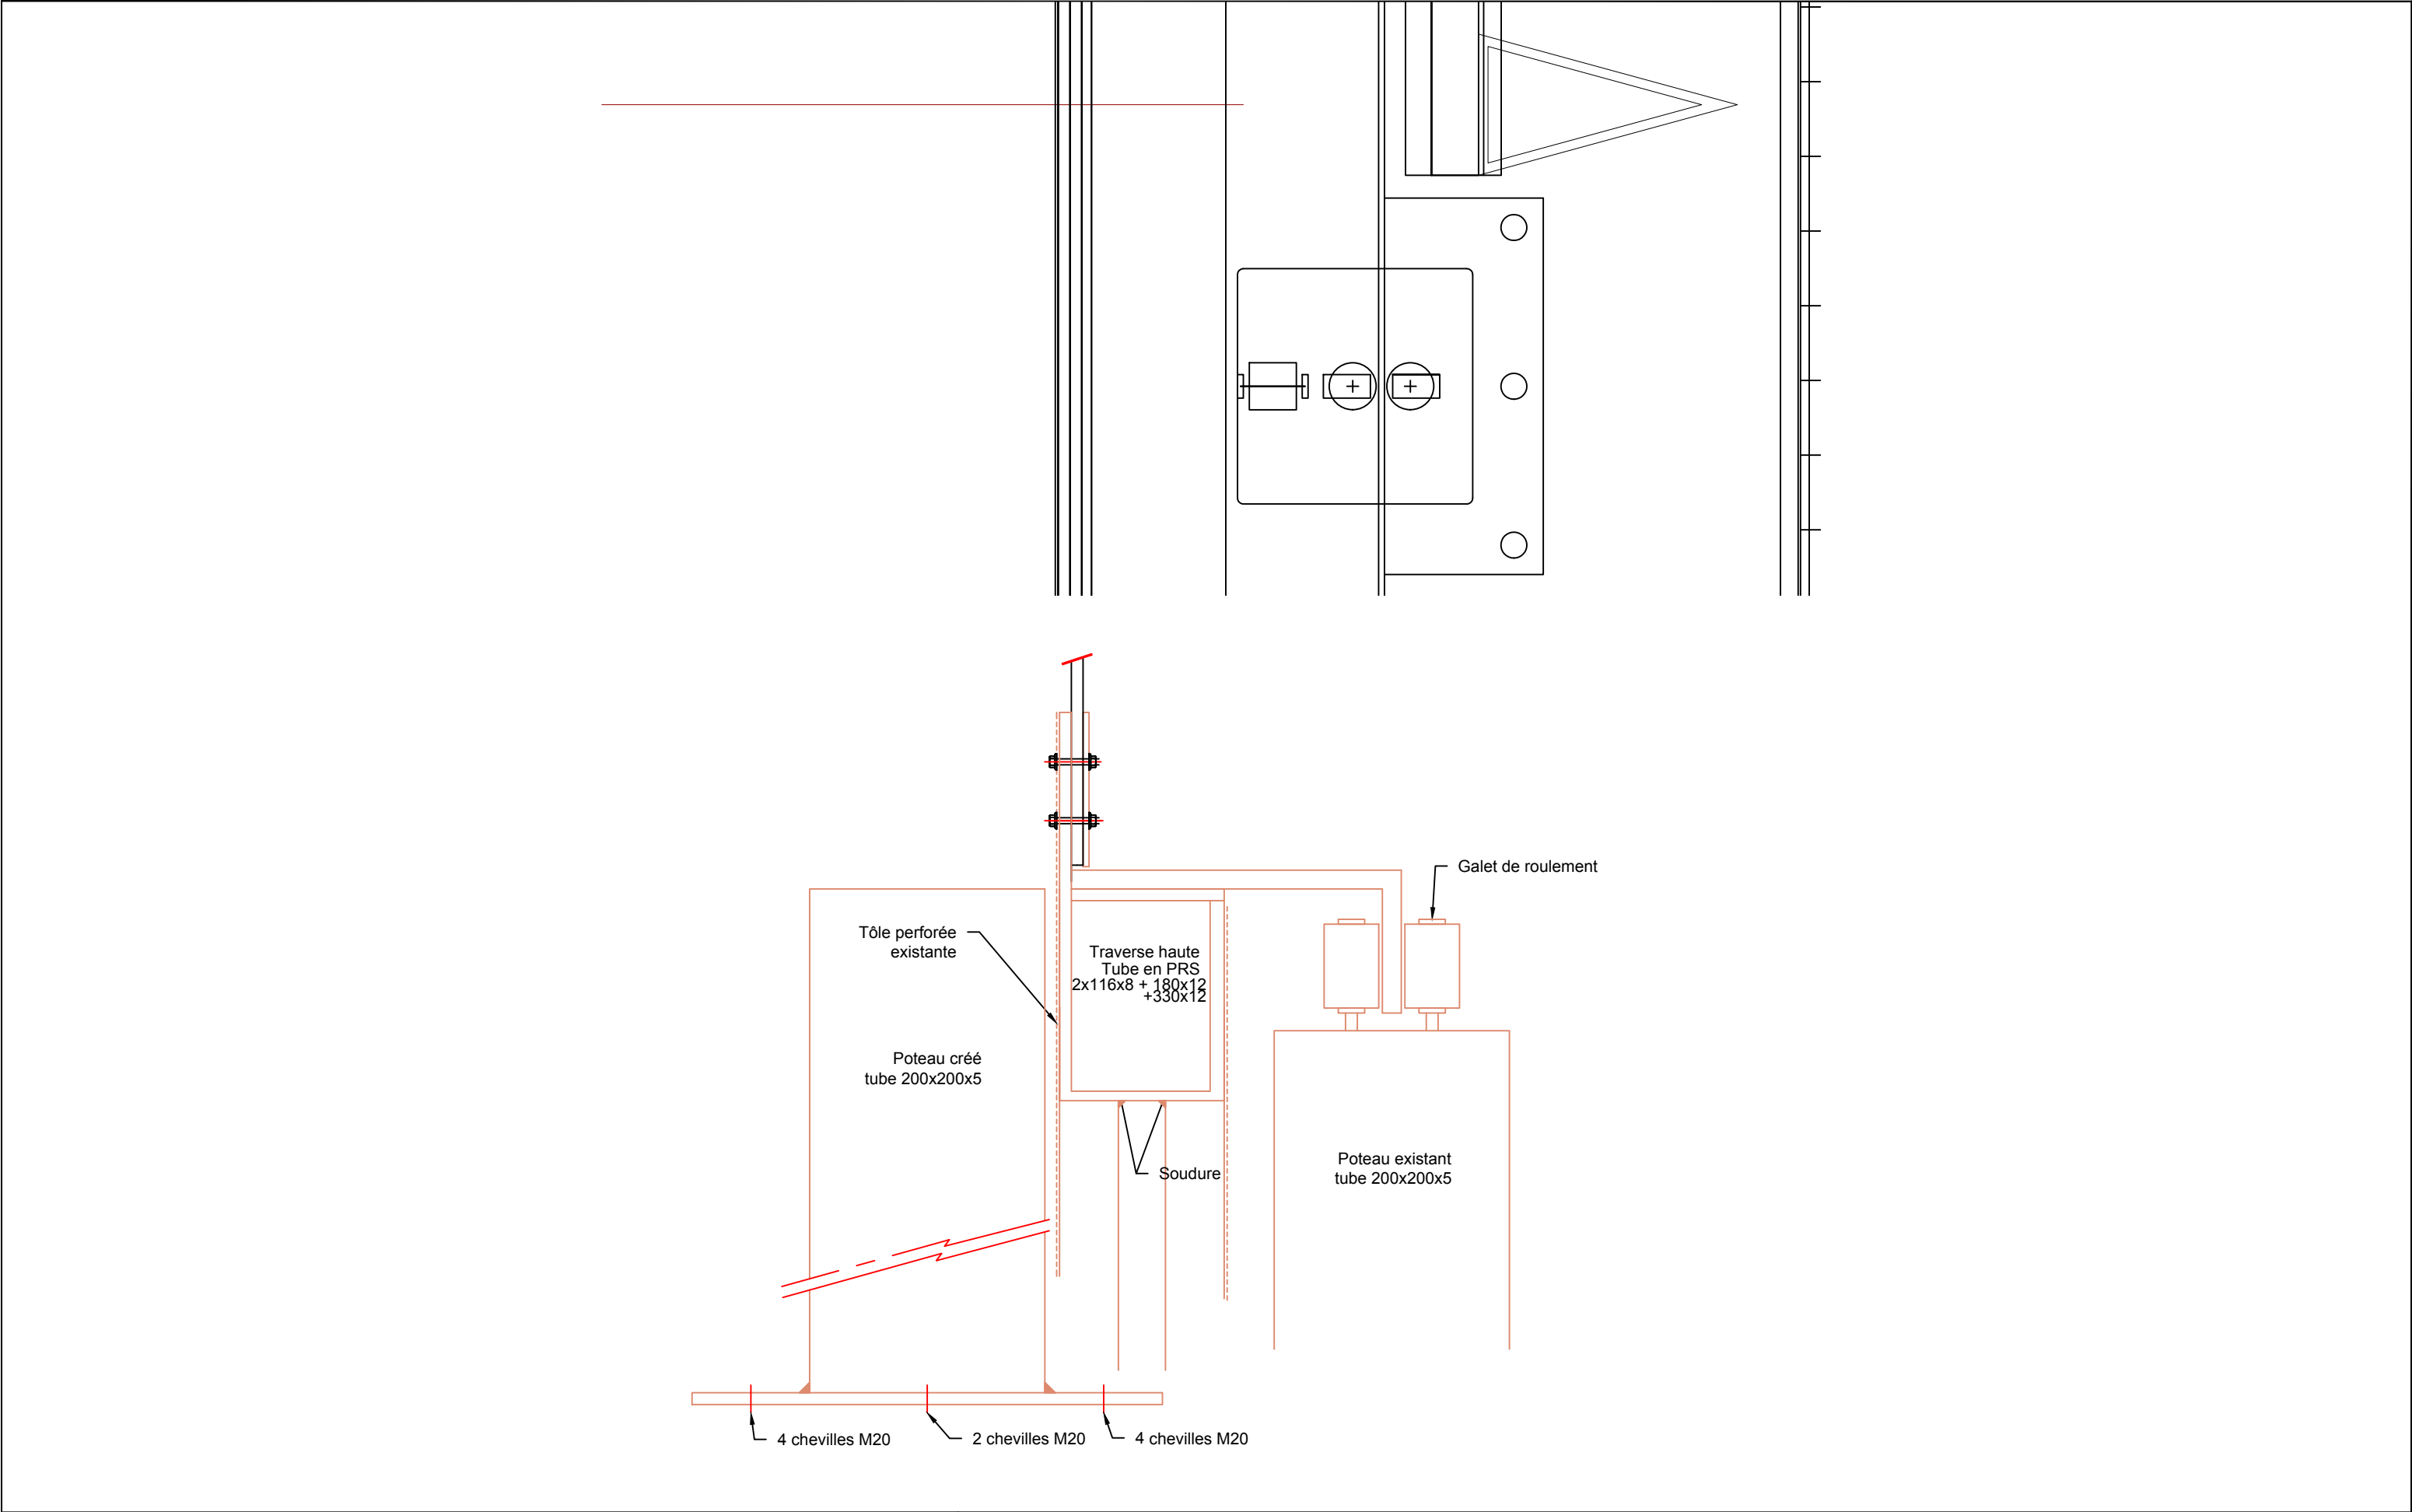 Galet de roulement
Tôle perforée
existante
Traverse haute
Tube en PRS
2x116x8 + 180x12
+330x12
Poteau créé
tube 200x200x5
Poteau existant
tube 200x200x5
Soudure
4 chevilles M20
2 chevilles M20
4 chevilles M20